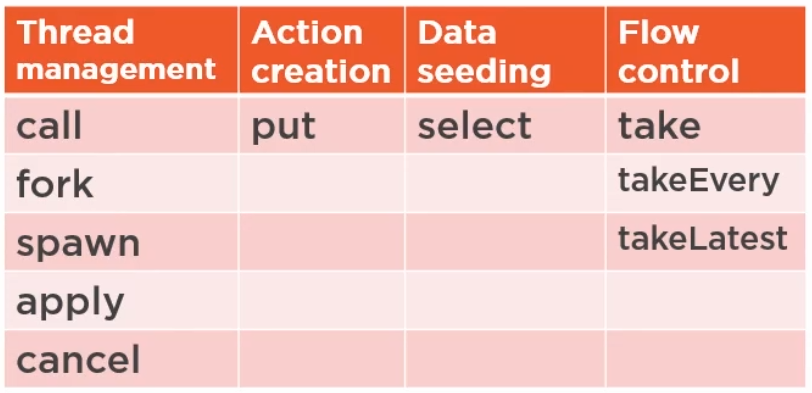 Thread management | Action creation | Data seeding | Flow control
call | put | select | take
fork | takeEvery
spawn | takeLatest
apply
cancel